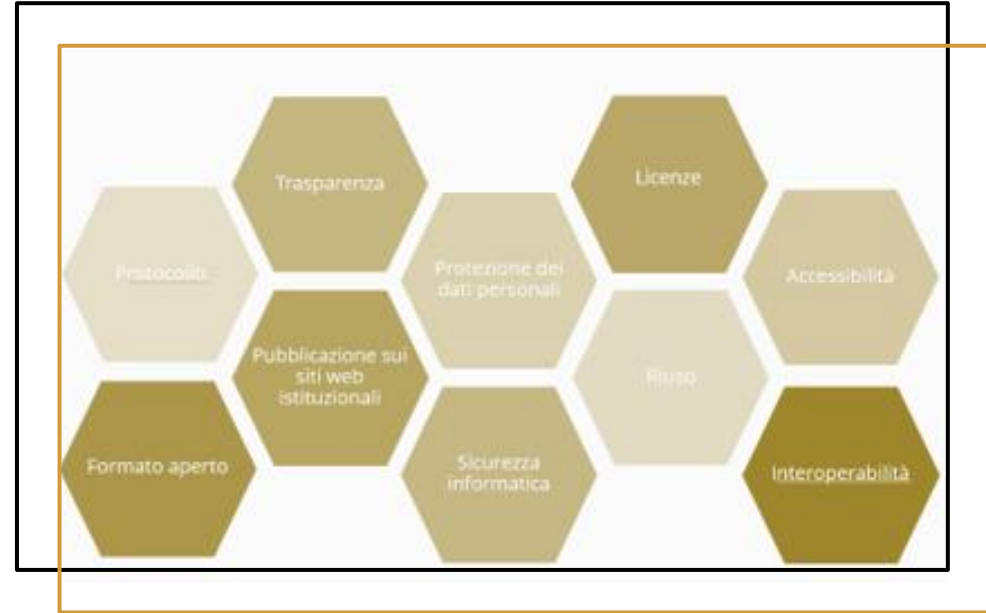 Trasparenza
Licenze
Protocollo
Protezione dei
dati personali
Accessibilità
Pubblicazione sui
siti web
istituzionali
Riuso
Formato aperto
Sicurezza
informatica
Interoperabilità